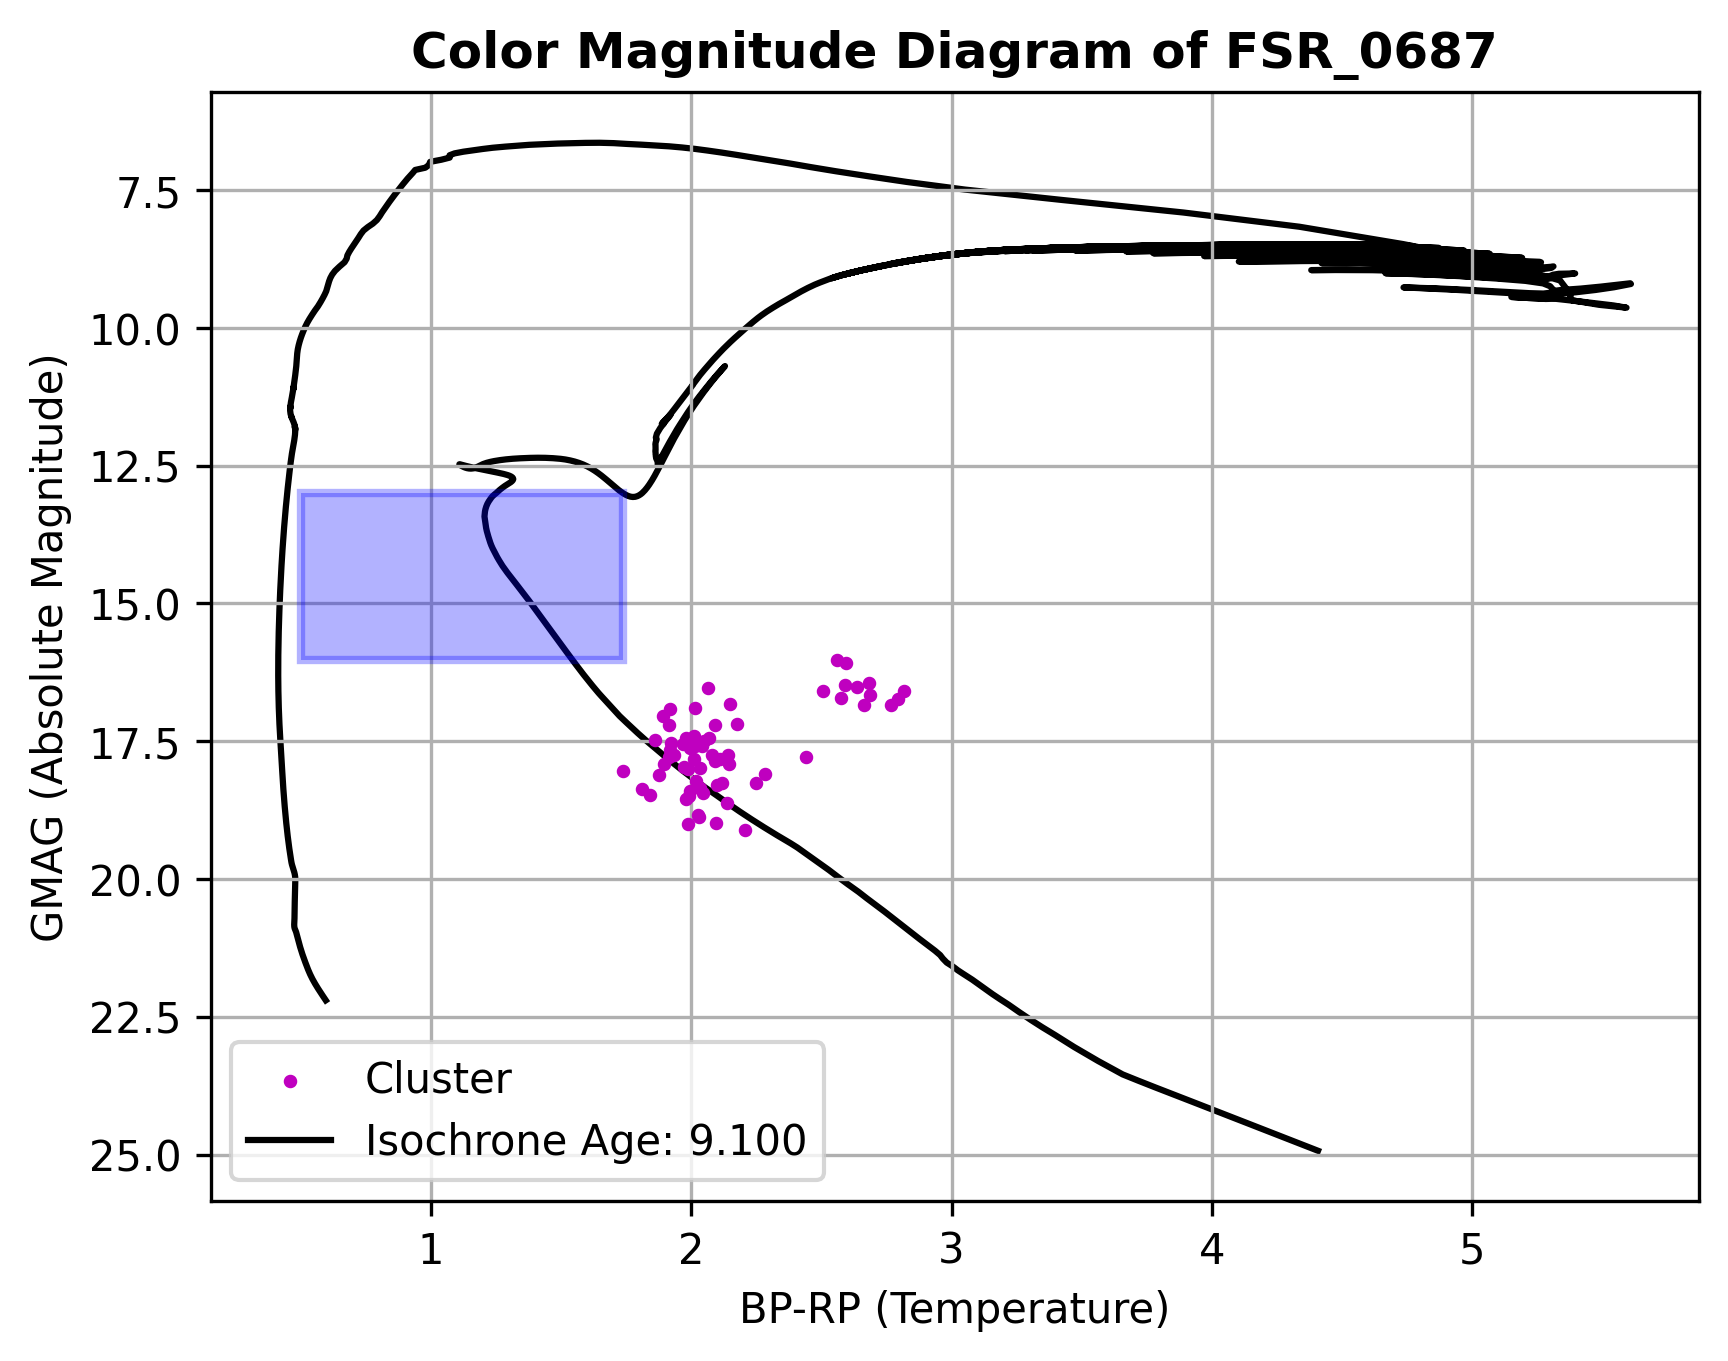 Color Magnitude Diagram of FSR_0687
GMAG (Absolute Magnitude)
7.5
10.0
12.5
15.0
17.5
20.0
22.5
25.0
Cluster
Isochrone Age: 9.100
1 2 3 4 5
BP-RP (Temperature)